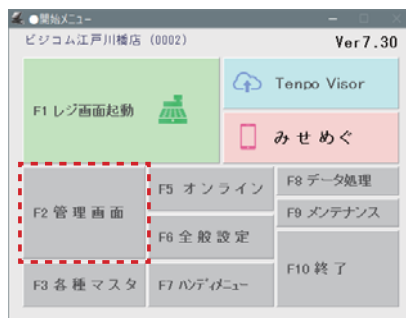 ●開始メニュー
ビジコム江戸川橋店 (0002)
Ver7.30
F1 レジ画面起動
Tenpo Visor
みせめぐ
F2 管理画面
F5 オンライン
F8 データ処理
F9 メンテナンス
F6 全般設定
F10 終了
F3 各種マスタ
F7 ハンディメニュー